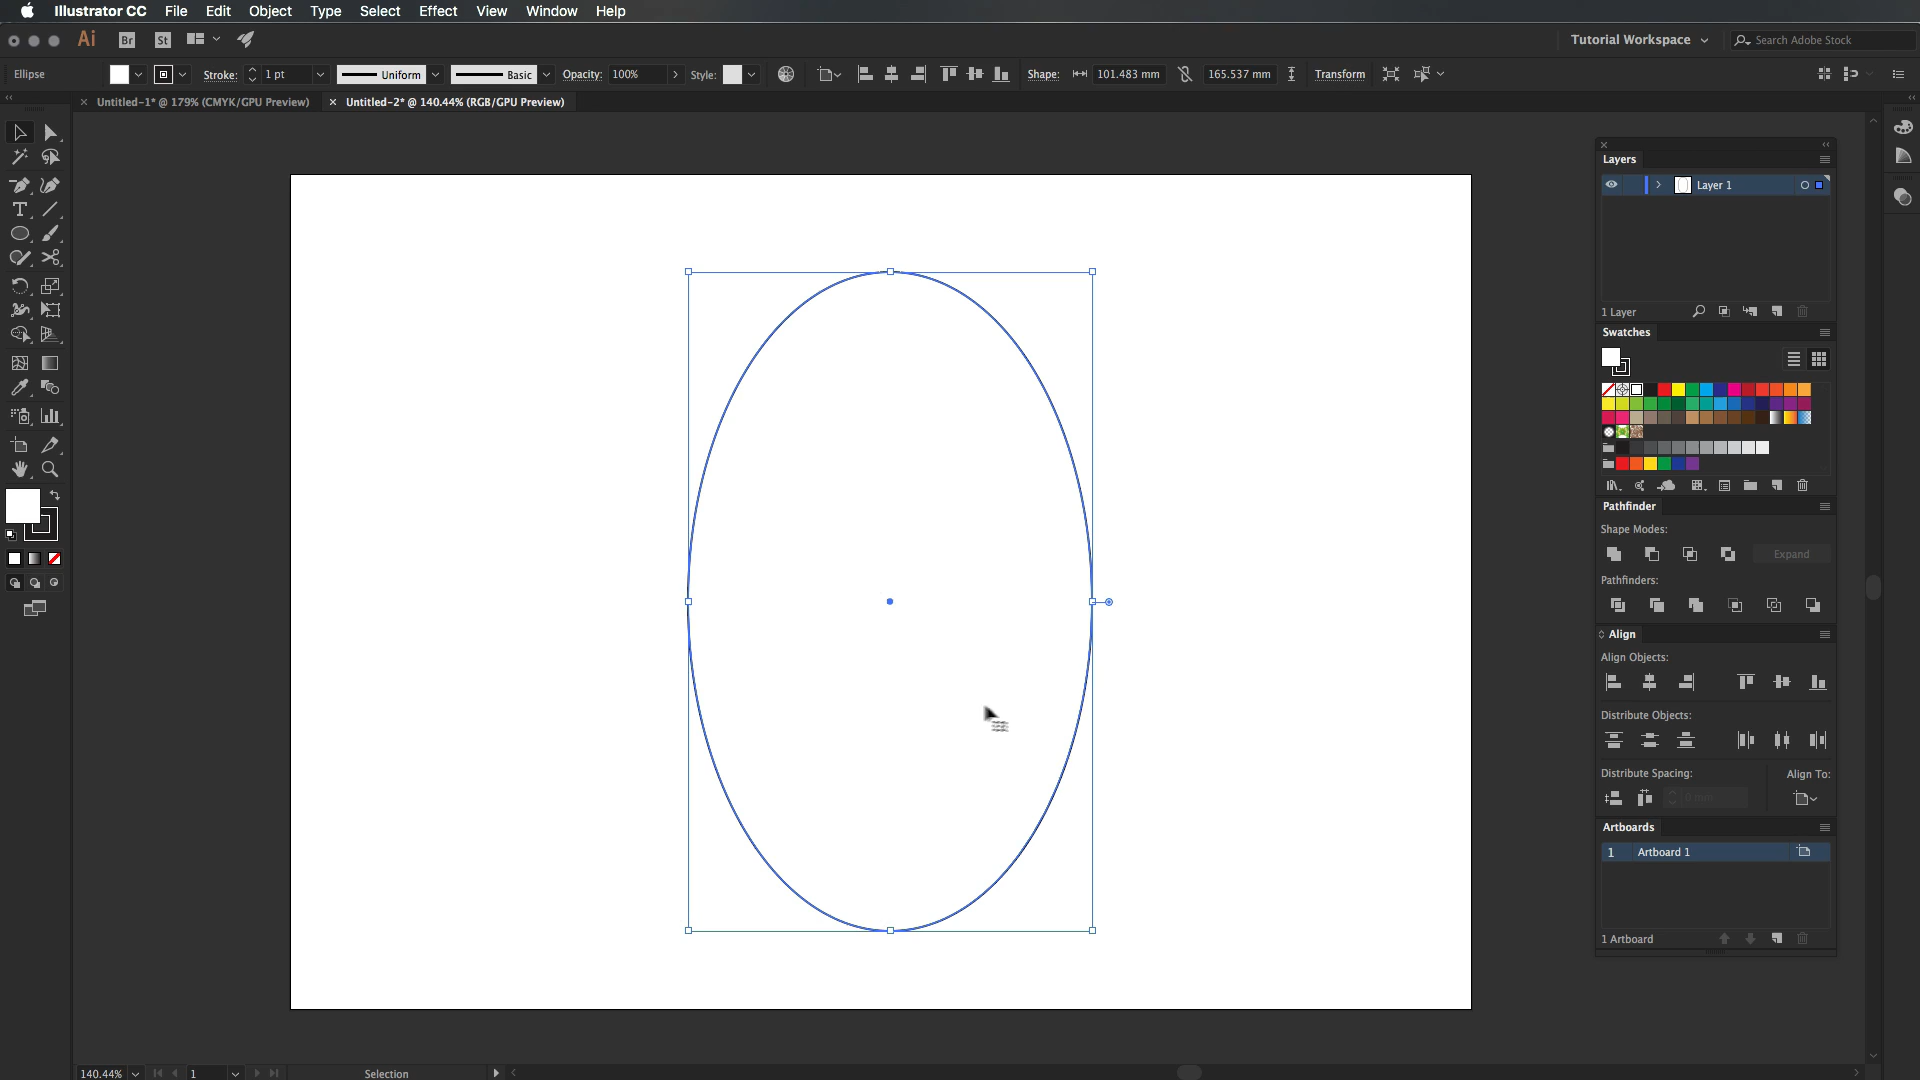 Illustrator CC File Edit Object Type Select Effect View Window Help
Ai Br St Tutorial Workspace Search Adobe Stock
Ellipse Stroke: 1 pt Uniform Basic Opacity: 100% Style: Shape: 101.483 mm 165.537 mm Transform
Untitled-1* @ 179% (CMYK/GPU Preview) Untitled-2* @ 140.44% (RGB/GPU Preview)
Layers
Layer 1
1 Layer
Swatches
Pathfinder
Shape Modes:
Expand
Pathfinders:
Align
Align Objects:
Distribute Objects:
Distribute Spacing: Align To:
0 mm
Artboards
1 Artboard 1
1 Artboard
140.44% 1 Selection